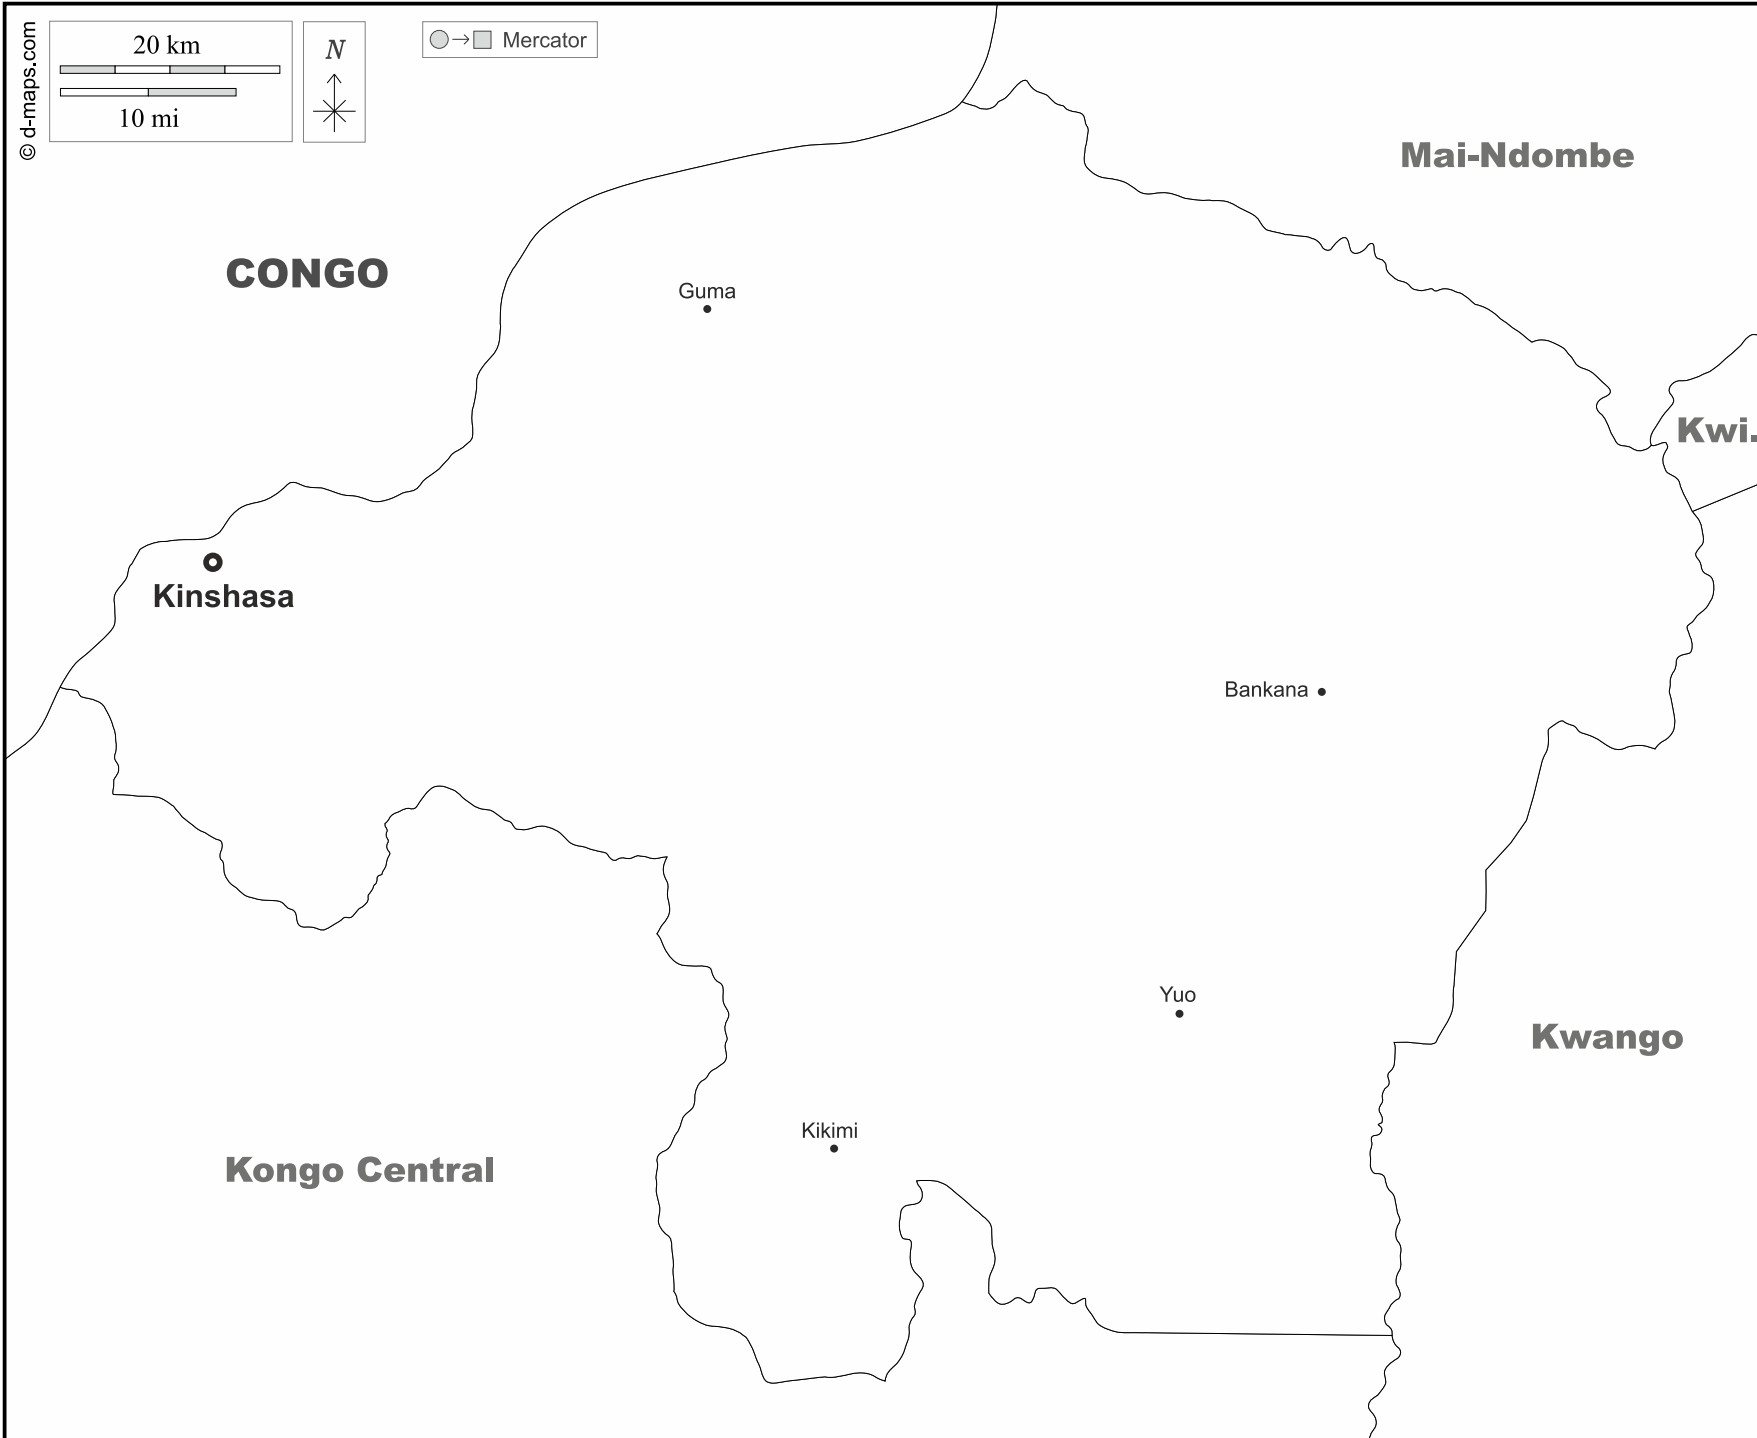 © d-maps.com
20 km
10 mi
N
Mercator
Mai-Ndombe
CONGO
Guma
Kwi.
Kinshasa
Bankana
Yuo
Kwango
Kikimi
Kongo Central